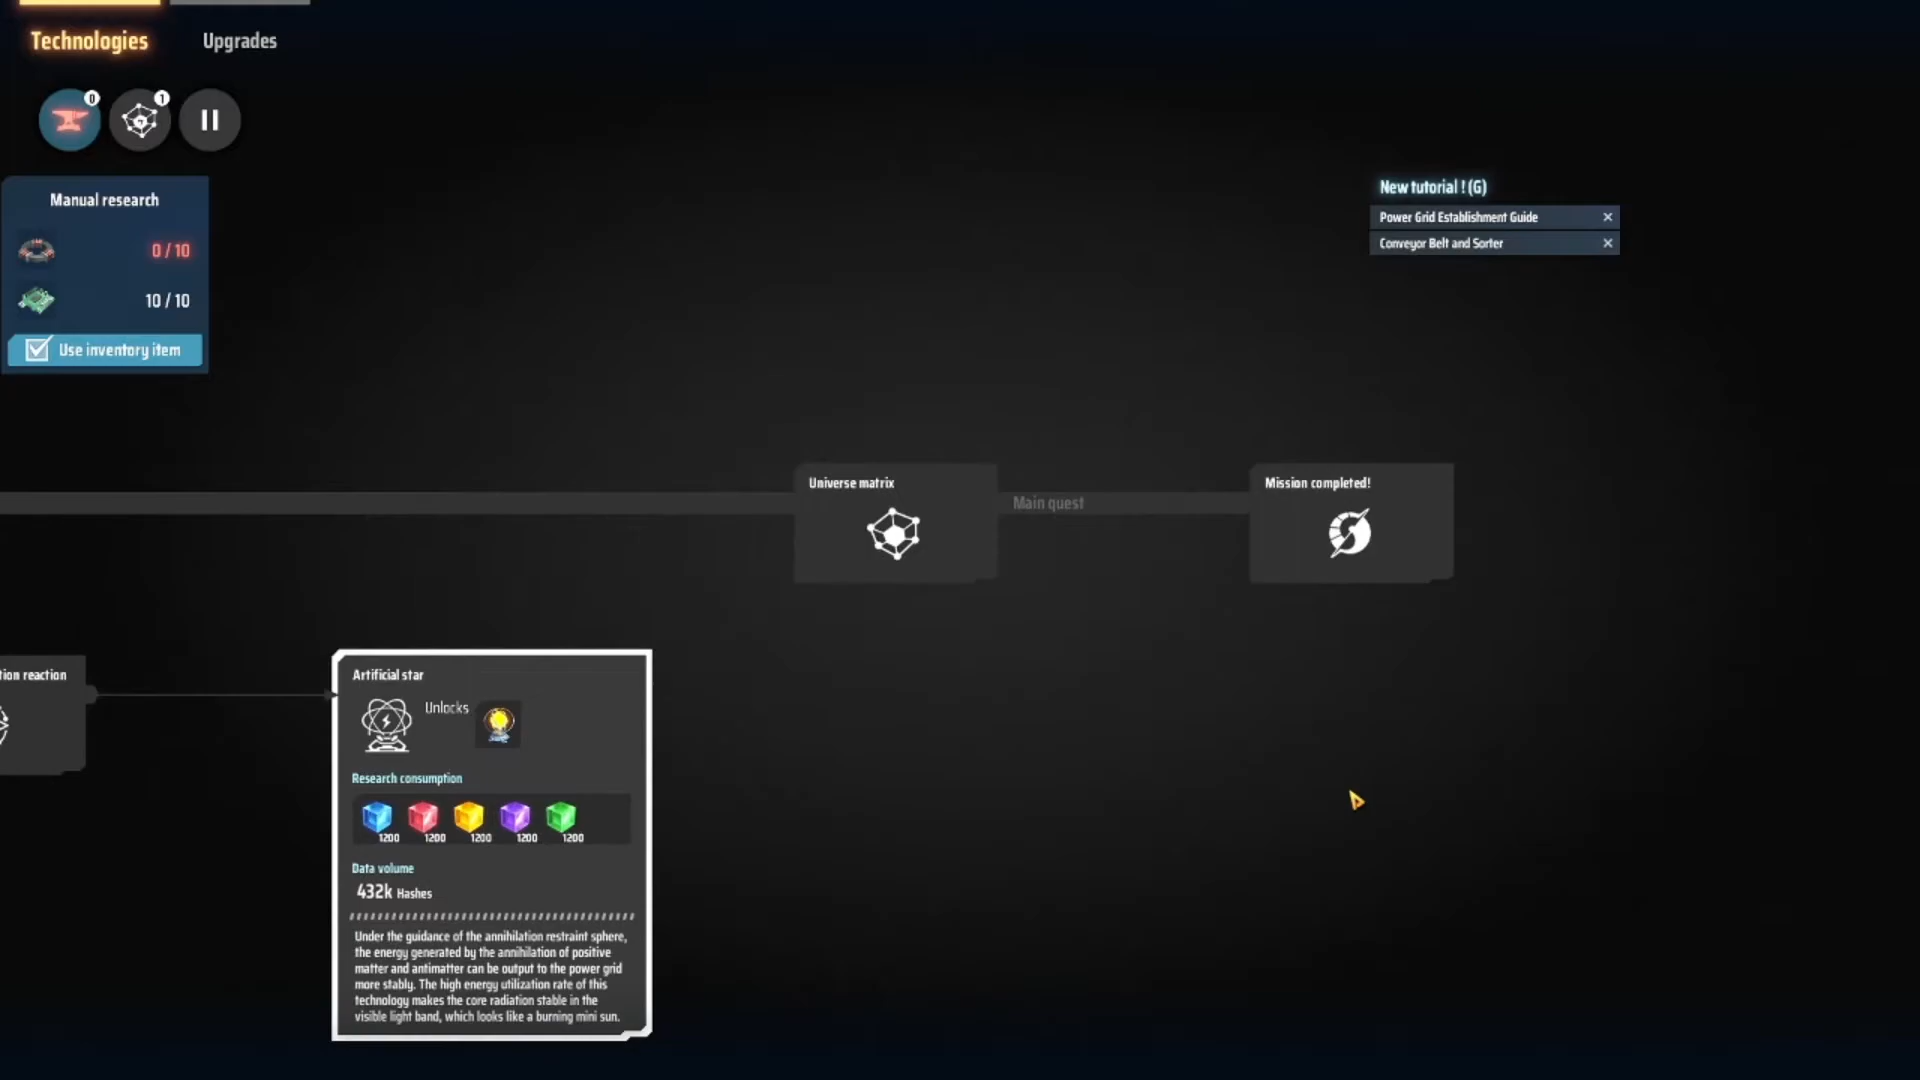 Technologies
Upgrades
0
1
Manual research
0 / 10
10 / 10
Use inventory item
New tutorial ! (G)
Power Grid Establishment Guide
Conveyor Belt and Sorter
Universe matrix
Main quest
Mission completed!
tion reaction
Artificial star
Unlocks
Research consumption
1200 1200 1200 1200 1200
Data volume
432k Hashes
Under the guidance of the annihilation restraint sphere,
the energy generated by the annihilation of positive
matter and antimatter can be output to the power grid
more stably. The high energy utilization rate of this
technology makes the core radiation stable in the
visible light band, which looks like a burning mini sun.